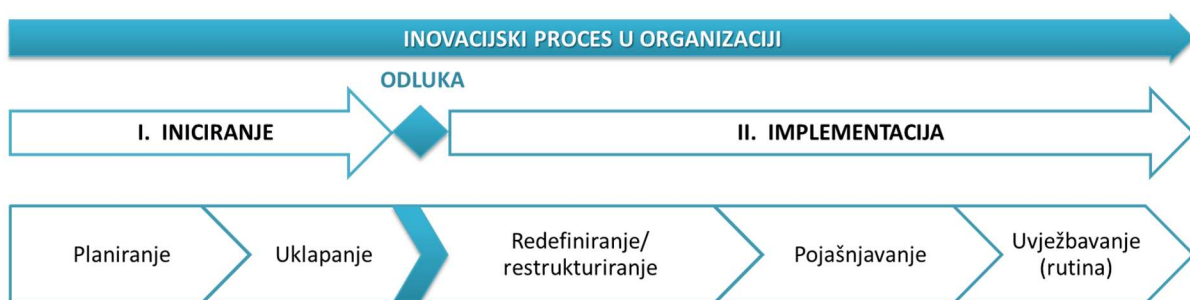 INOVACIJSKI PROCES U ORGANIZACIJI
ODLUKA
I. INICIRANJE
II. IMPLEMENTACIJA
Planiranje
Uklapanje
Redefiniranje/
restrukturiranje
Pojašnjavanje
Uvježbavanje
(rutina)